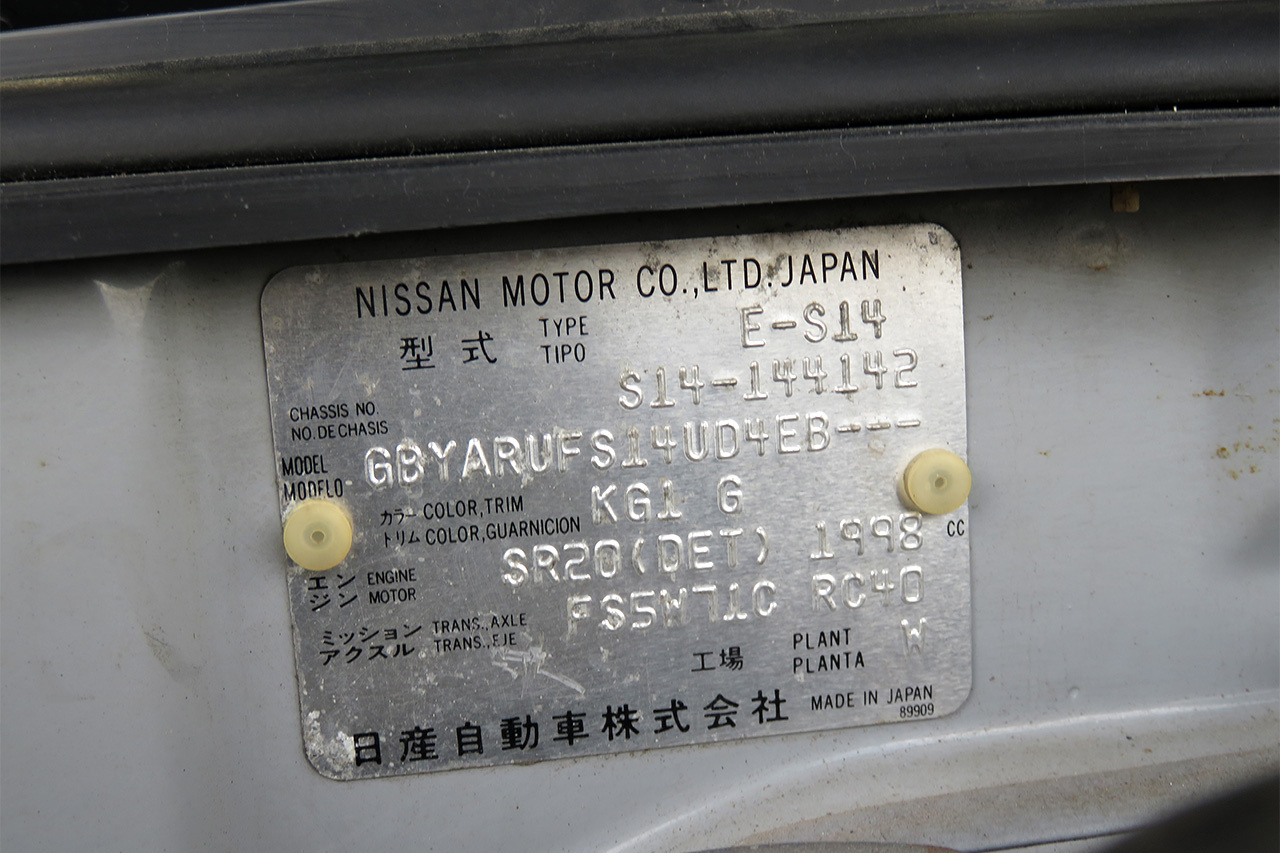 NISSAN MOTOR CO.,LTD.JAPAN
型式 TYPE TIPO E-S14
CHASSIS NO. NO.DE CHASIS S14-144142
MODEL MODELO GBYARUFS14UD4EB---
カラー COLOR,TRIM KG1 G
トリム COLOR,GUARNICION
エンジン ENGINE MOTOR SR20(DET) 1998 CC
ミッション TRANS.,AXLE FS5W71C RC40
アクスル TRANS.,EJE
工場 PLANT PLANTA W
日産自動車株式会社 MADE IN JAPAN
89909